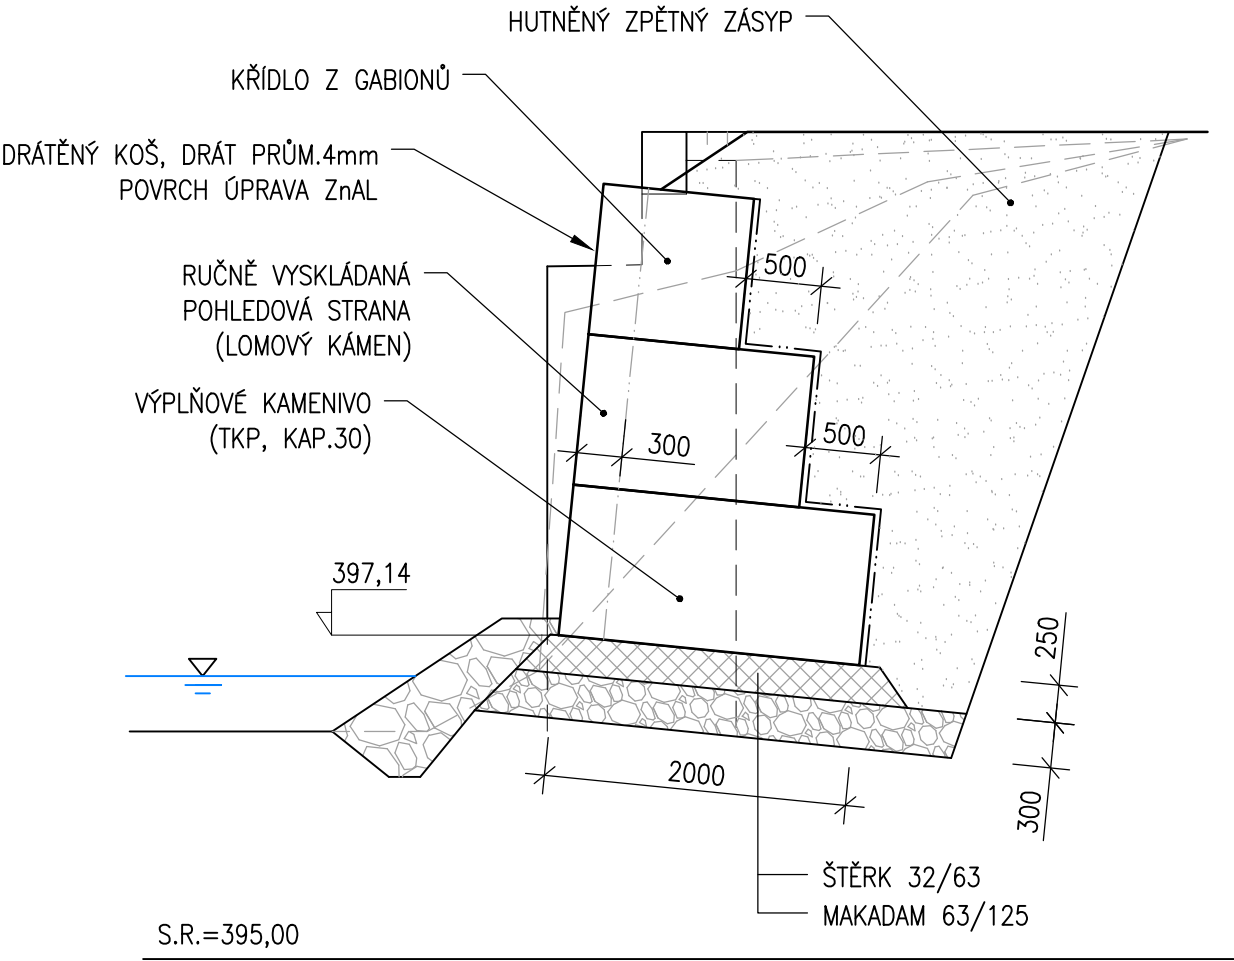 HUTNĚNÝ ZPĚTNÝ ZÁSYP
KŘÍDLO Z GABIONŮ
DRÁTĚNÝ KOŠ, DRÁT PRŮM.4mm
POVRCH ÚPRAVA ZnAL
RUČNĚ VYSKLÁDANÁ
POHLEDOVÁ STRANA
(LOMOVÝ KÁMEN)
500
VÝPLŇOVÉ KAMENIVO
(TKP, KAP.30)
300
500
397,14
250
2000
300
ŠTĚRK 32/63
MAKADAM 63/125
S.R.=395,00